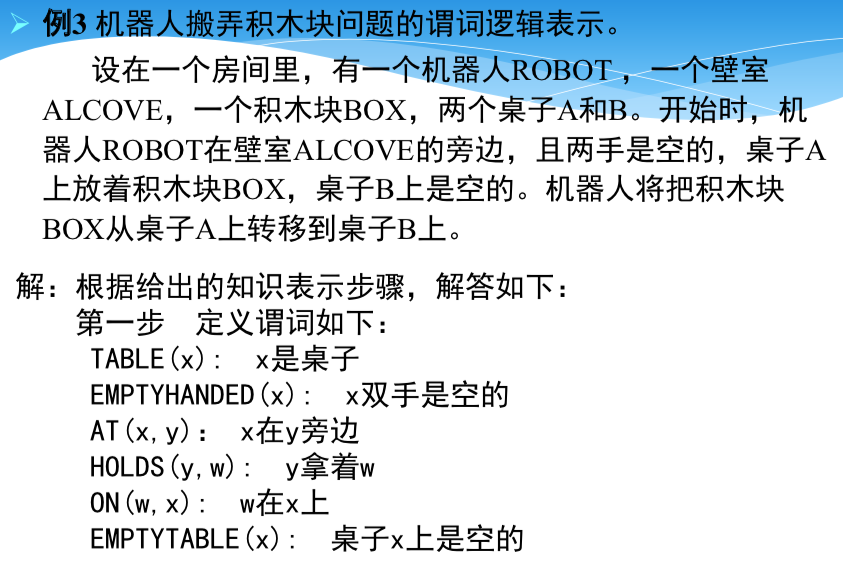 例3 机器人搬弄积木块问题的谓词逻辑表示。
设在一个房间里，有一个机器人ROBOT ，一个壁室
ALCOVE，一个积木块BOX，两个桌子A和B。开始时，机
器人ROBOT在壁室ALCOVE的旁边，且两手是空的，桌子A
上放着积木块BOX，桌子B上是空的。机器人将把积木块
BOX从桌子A上转移到桌子B上。
解：根据给出的知识表示步骤，解答如下：
第一步 定义谓词如下：
TABLE(x)： x是桌子
EMPTYHANDED(x)： x双手是空的
AT(x,y)： x在y旁边
HOLDS(y,w)： y拿着w
ON(w,x)： w在x上
EMPTYTABLE(x)： 桌子x上是空的